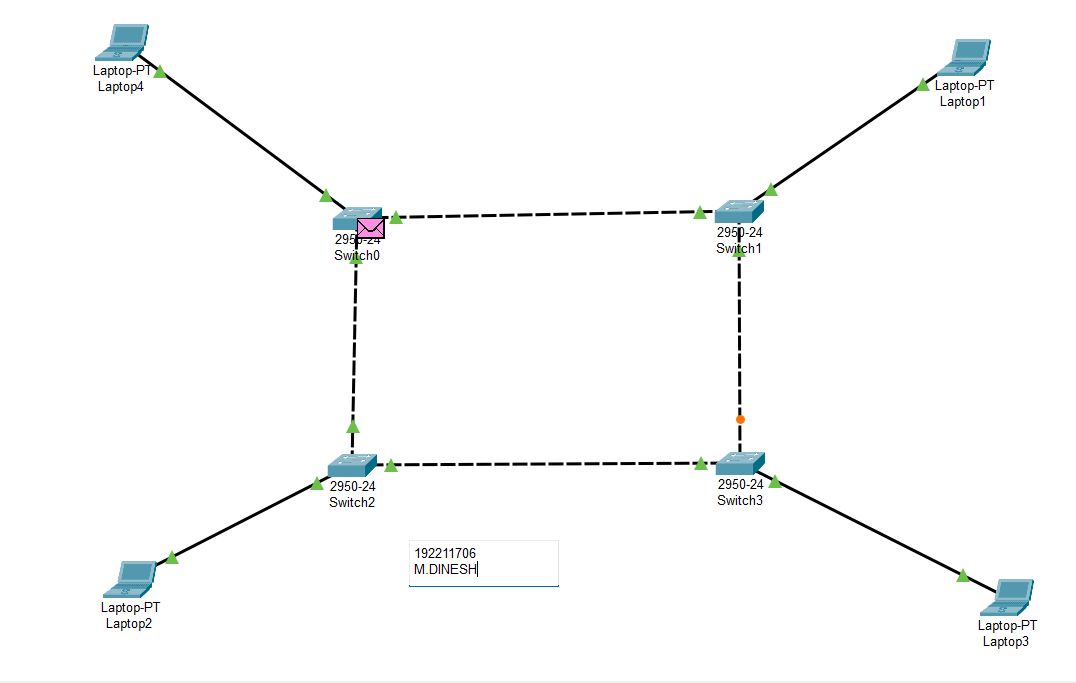 Laptop-PT
Laptop4
Laptop-PT
Laptop1
2950-24
Switch0
2950-24
Switch1
2950-24
Switch2
2950-24
Switch3
192211706
M.DINESH
Laptop-PT
Laptop2
Laptop-PT
Laptop3